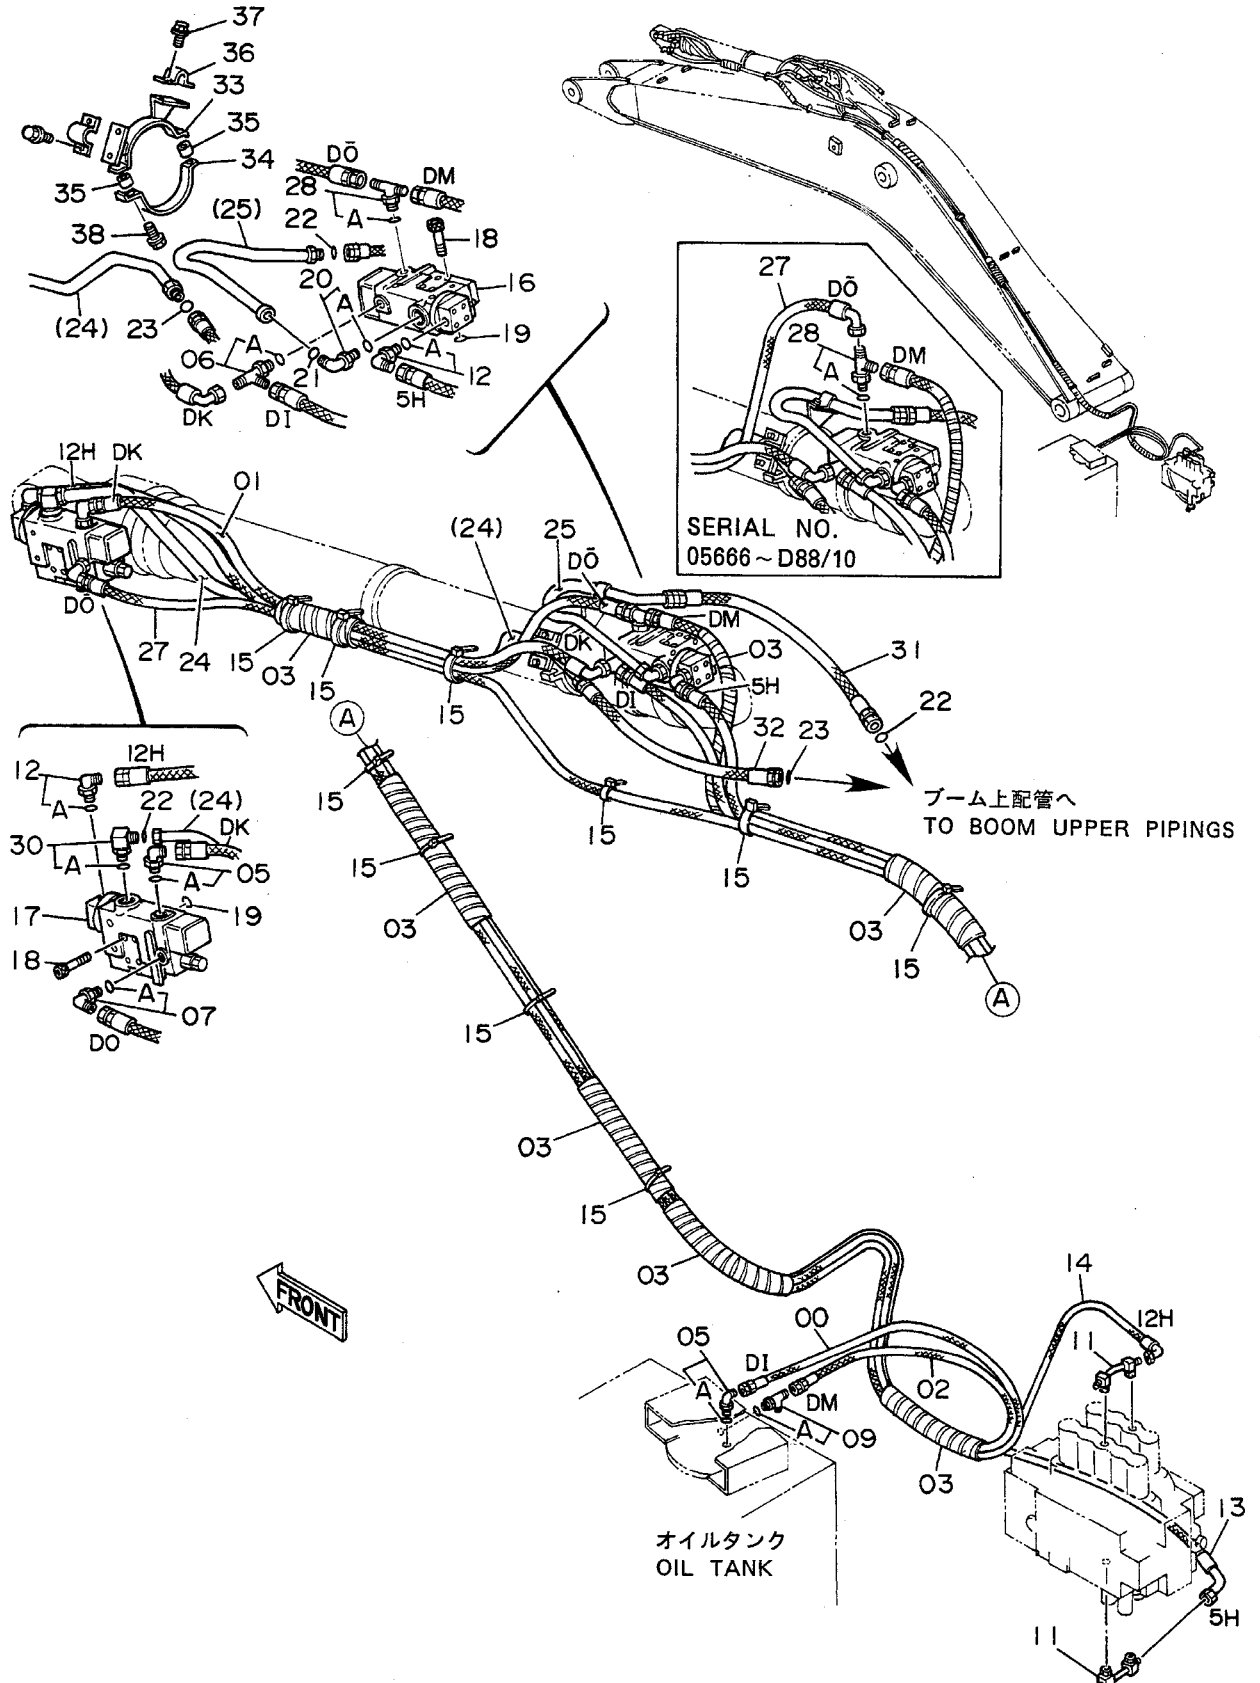 37
36
33
35
34
35
38
(25)
(24)
23
DŌ
DM
28
A
22
18
20
A
16
19
A
06
21
A
12
DK
DI
5H
27
DŌ
28
DM
A
SERIAL NO.
05666~D88/10
12H
DK
01
DŌ
27
24
15
03
15
(24)
25
DŌ
DM
DK
03
DI
5H
15
31
22
32
23
ブーム上配管へ
TO BOOM UPPER PIPINGS
15
15
03
15
A
A
15
15
03
15
03
15
03
12
12H
A
22
(24)
30
DK
A
05
A
17
19
18
A
07
DO
FRONT
00
05
DI
A
DM
02
A
09
03
14
12H
11
13
5H
11
オイルタンク
OIL TANK